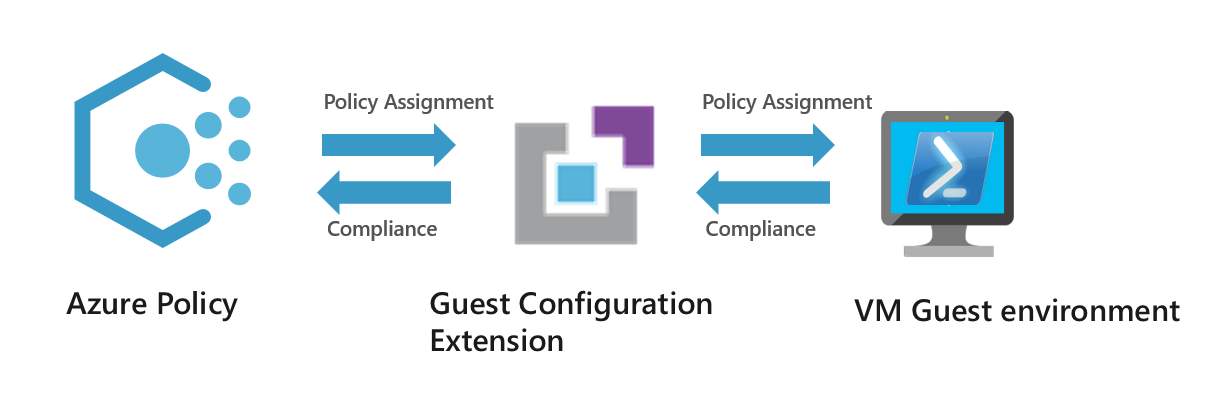 Policy Assignment
Policy Assignment
Compliance
Compliance
Azure Policy
Guest Configuration
Extension
VM Guest environment